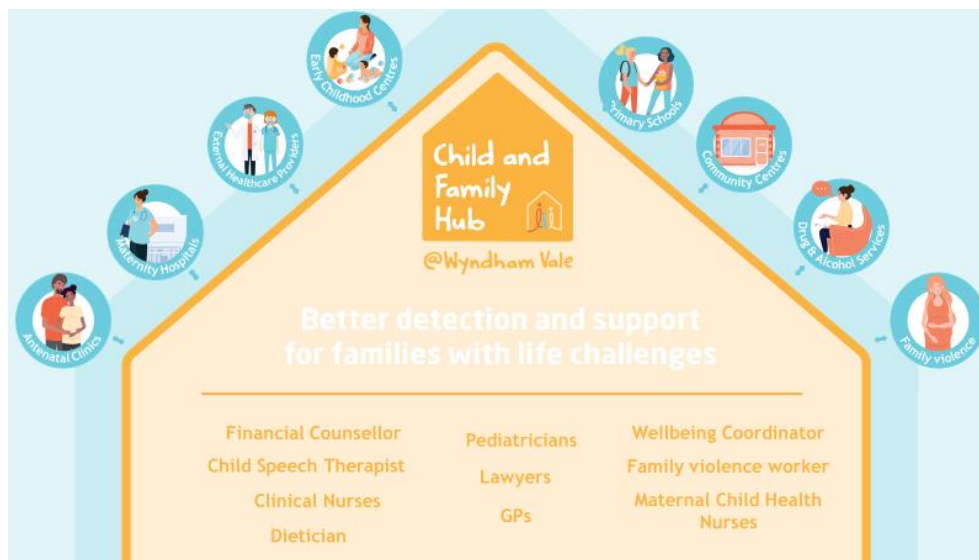 Early Childhood Centres
External Healthcare Providers
Maternity Hospitals
Antenatal Clinics
Primary Schools
Community Centres
Drug & Alcohol Services
Family violence
Child and
Family
Hub
@Wyndham Vale
Better detection and support
for families with life challenges
Financial Counsellor
Child Speech Therapist
Clinical Nurses
Dietician
Pediatricians
Lawyers
GPs
Wellbeing Coordinator
Family violence worker
Maternal Child Health
Nurses